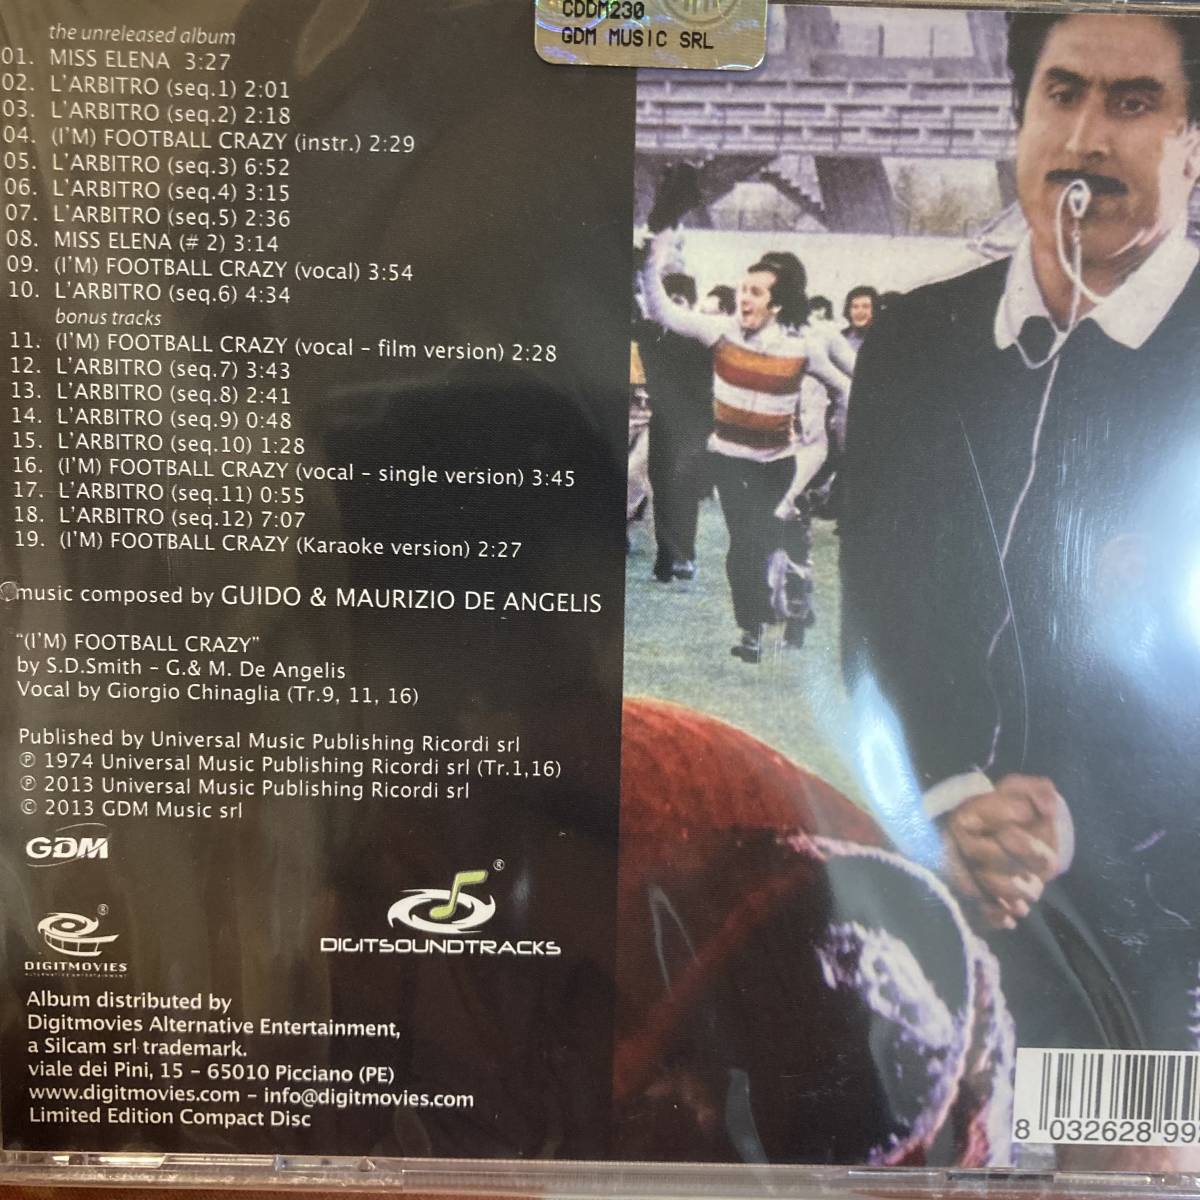 CDDM230
GDM MUSIC SRL
the unreleased album
01. MISS ELENA 3:27
02. L'ARBITRO (seq.1) 2:01
03. L'ARBITRO (seq.2) 2:18
04. (I'M) FOOTBALL CRAZY (instr.) 2:29
05. L'ARBITRO (seq.3) 6:52
06. L'ARBITRO (seq.4) 3:15
07. L'ARBITRO (seq.5) 2:36
08. MISS ELENA (# 2) 3:14
09. (I'M) FOOTBALL CRAZY (vocal) 3:54
10. L'ARBITRO (seq.6) 4:34
bonus tracks
11. (I'M) FOOTBALL CRAZY (vocal – film version) 2:28
12. L'ARBITRO (seq.7) 3:43
13. L'ARBITRO (seq.8) 2:41
14. L'ARBITRO (seq.9) 0:48
15. L'ARBITRO (seq.10) 1:28
16. (I'M) FOOTBALL CRAZY (vocal – single version) 3:45
17. L'ARBITRO (seq.11) 0:55
18. L'ARBITRO (seq.12) 7:07
19. (I'M) FOOTBALL CRAZY (Karaoke version) 2:27
music composed by GUIDO & MAURIZIO DE ANGELIS
"(I'M) FOOTBALL CRAZY"
by S.D.Smith – G.& M. De Angelis
Vocal by Giorgio Chinaglia (Tr.9, 11, 16)
Published by Universal Music Publishing Ricordi srl
℗ 1974 Universal Music Publishing Ricordi srl (Tr.1,16)
℗ 2013 Universal Music Publishing Ricordi srl
© 2013 GDM Music srl
GDM
®
DIGITSOUNDTRACKS
®
DIGITMOVIES
Album distributed by
Digitmovies Alternative Entertainment,
a Silcam srl trademark.
viale dei Pini, 15 – 65010 Picciano (PE)
www.digitmovies.com – info@digitmovies.com
Limited Edition Compact Disc
8 032628 99